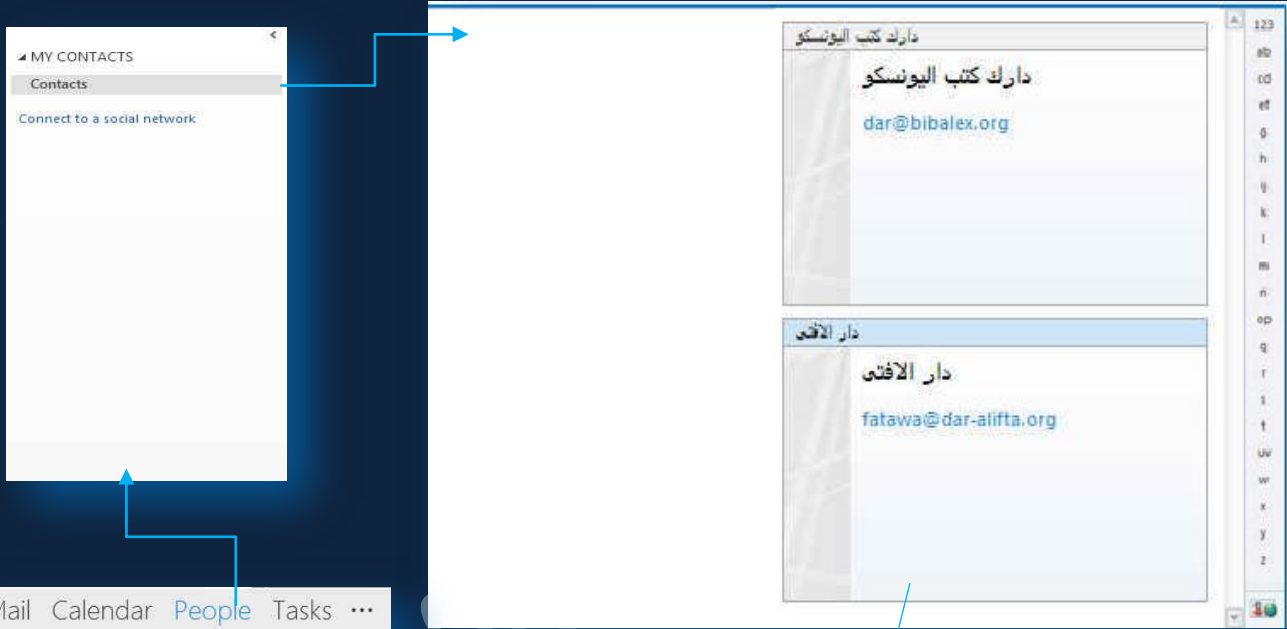 MY CONTACTS
Contacts
Connect to a social network
Mail Calendar People Tasks ...
دارك كتب اليونسكو
دارك كتب اليونسكو
dar@bibalex.org
دار الافتى
دار الافتى
fatawa@dar-alifta.org
123
ab
cd
ef
g
h
ij
k
l
m
n
op
q
r
s
t
uv
w
x
y
z